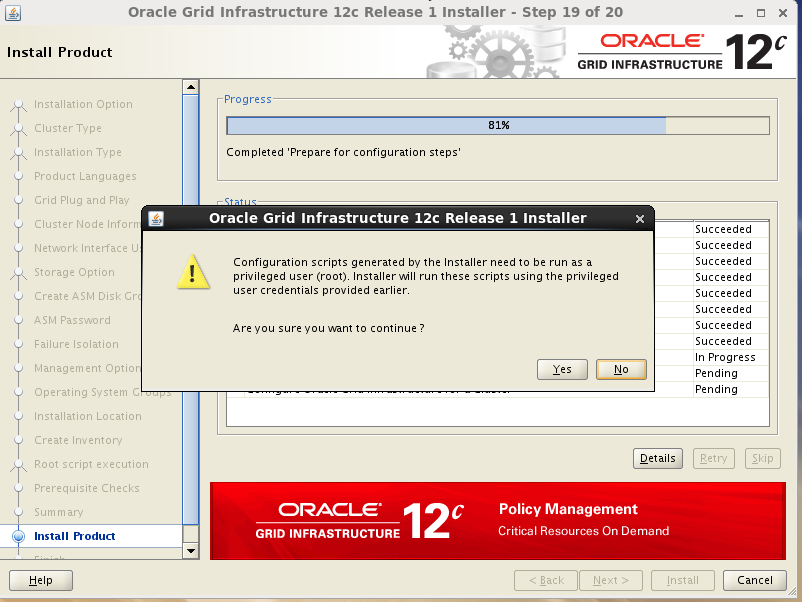 Oracle Grid Infrastructure 12c Release 1 Installer - Step 19 of 20
Install Product
ORACLE
GRID INFRASTRUCTURE 12c
Installation Option
Cluster Type
Installation Type
Product Languages
Grid Plug and Play
Cluster Node Inform
Network Interface U
Storage Option
Create ASM Disk Gro
ASM Password
Failure Isolation
Management Option
Operating System Groups
Installation Location
Create Inventory
Root script execution
Prerequisite Checks
Summary
Install Product
Finish
Progress
81%
Completed 'Prepare for configuration steps'
Status
Oracle Grid Infrastructure 12c Release 1 Installer
Configuration scripts generated by the Installer need to be run as a
privileged user (root). Installer will run these scripts using the privileged
user credentials provided earlier.
Are you sure you want to continue?
Yes
No
Succeeded
Succeeded
Succeeded
Succeeded
Succeeded
Succeeded
Succeeded
Succeeded
In Progress
Pending
Configure Oracle Grid Infrastructure for a Cluster Pending
Details
Retry
Skip
ORACLE
GRID INFRASTRUCTURE 12c
Policy Management
Critical Resources On Demand
Help
< Back
Next >
Install
Cancel